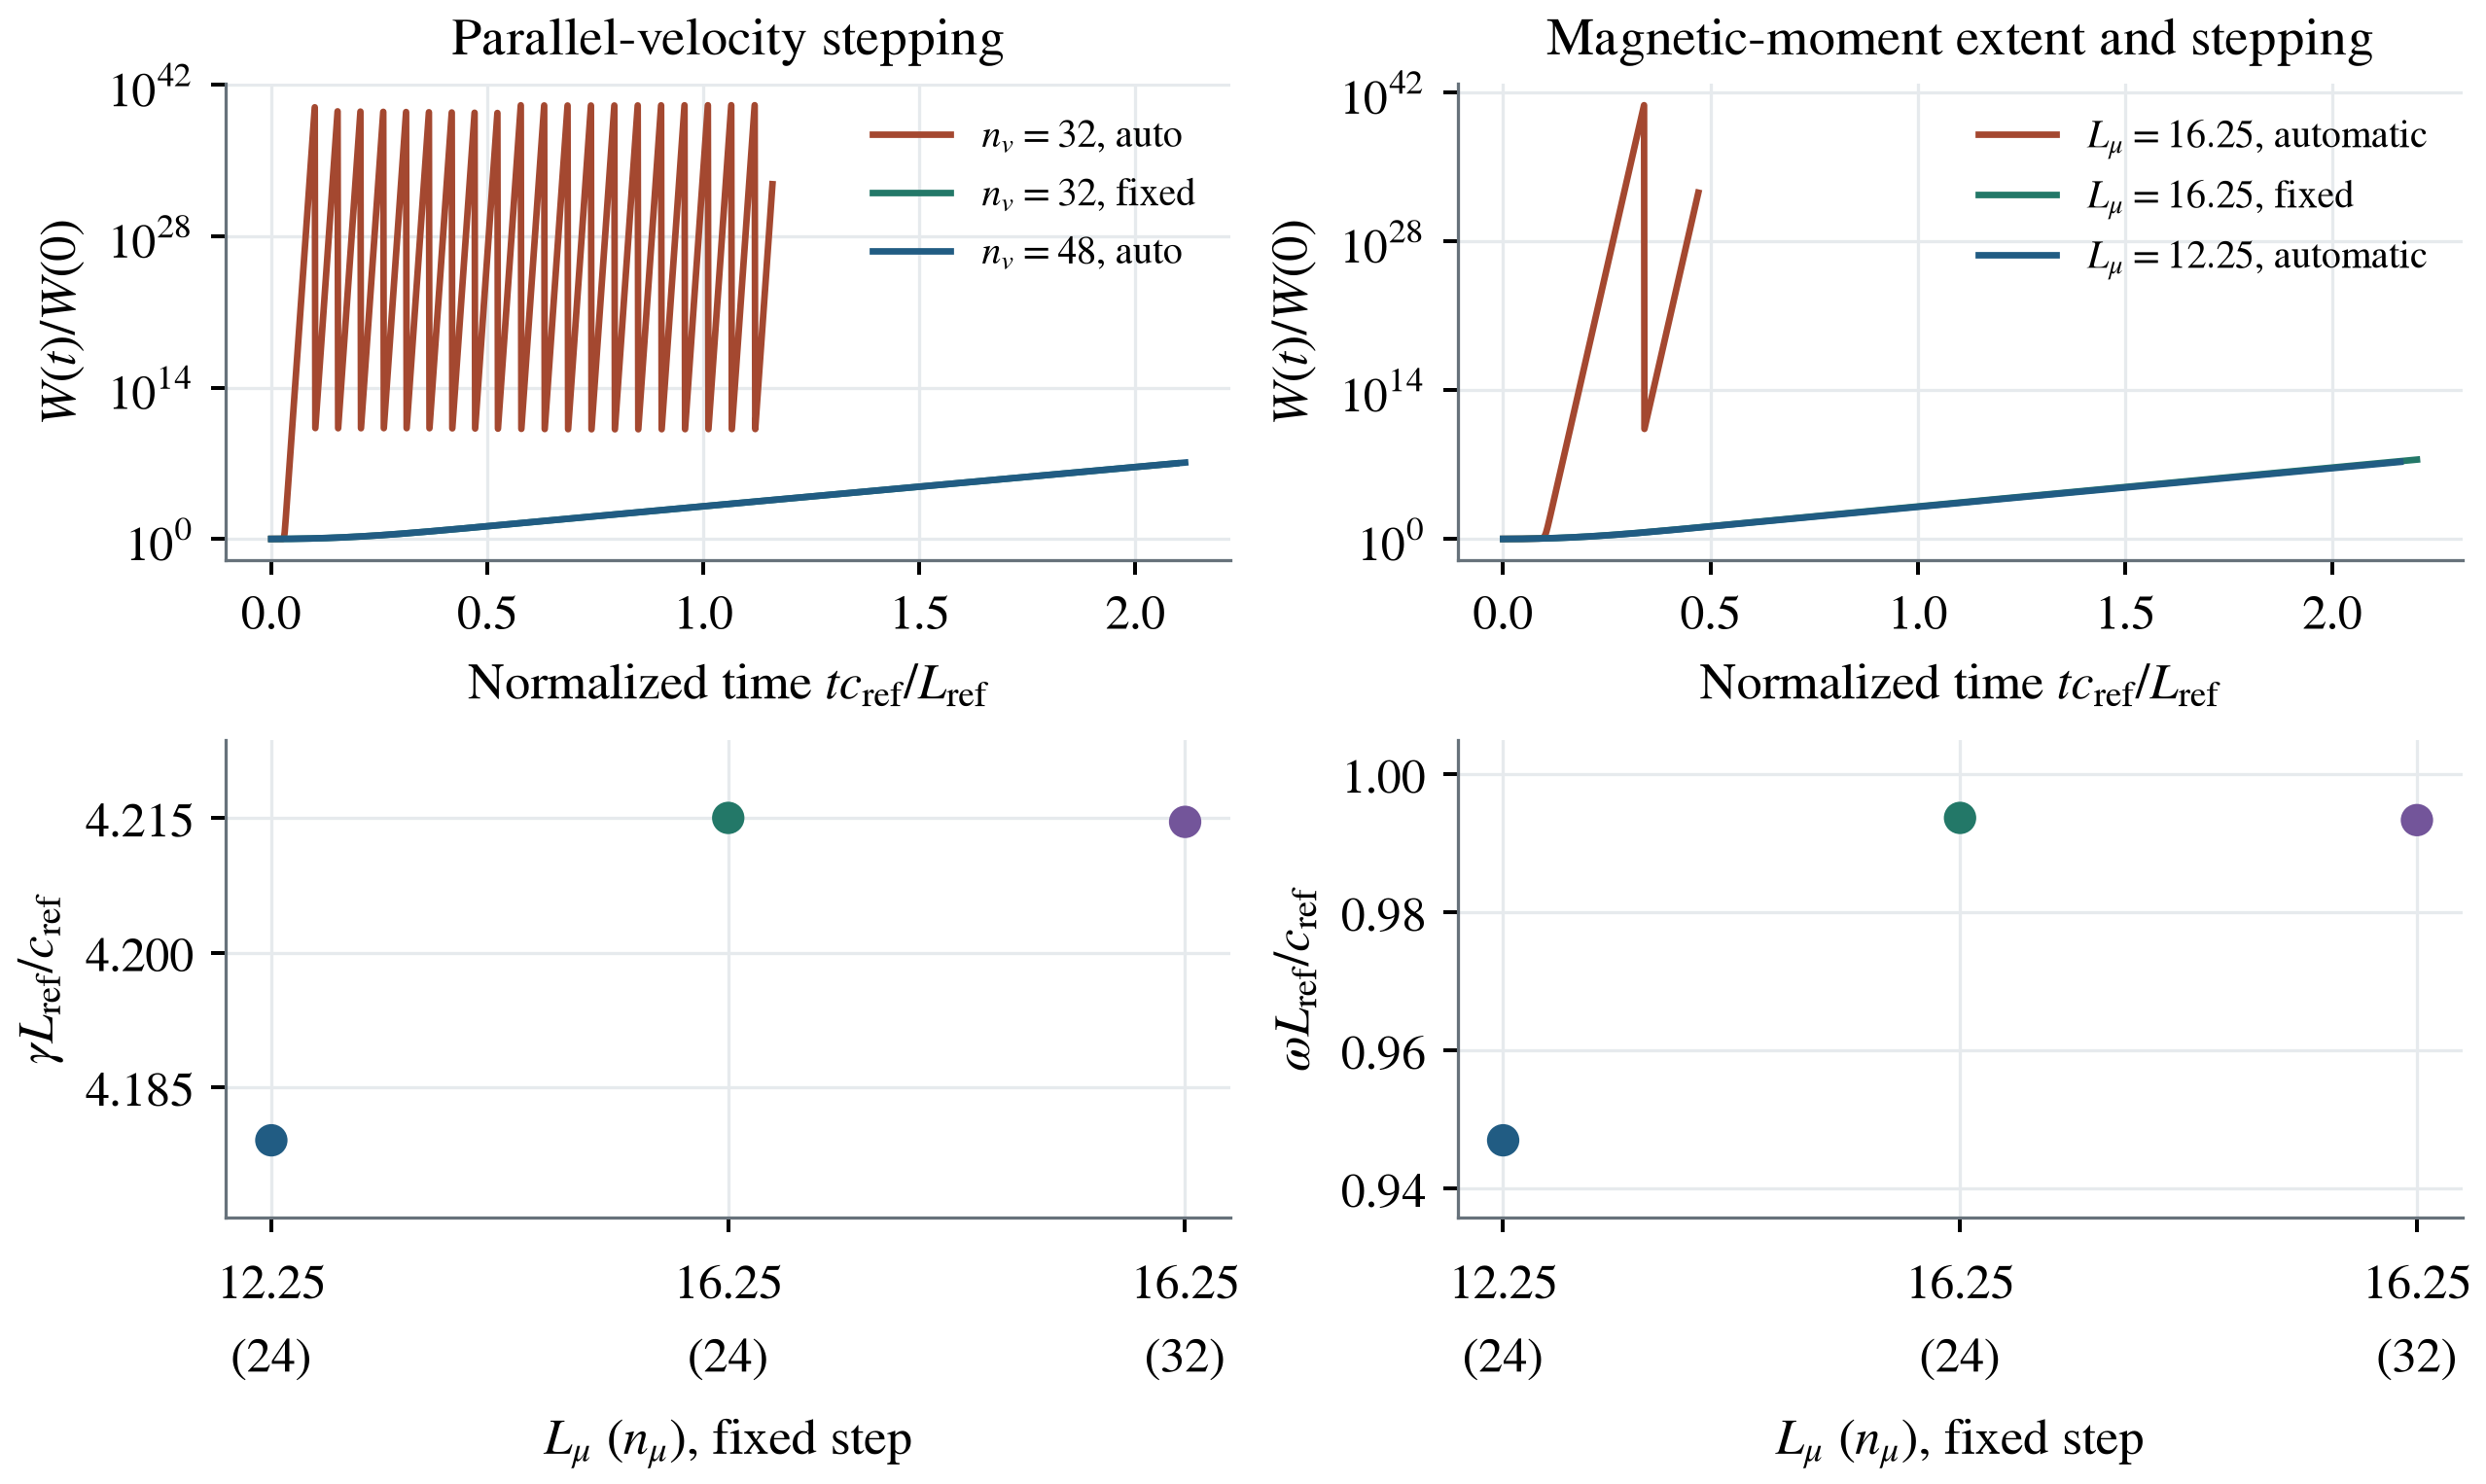 Parallel-velocity stepping
10^42
10^28
10^14
10^0
W(t)/W(0)
n_v = 32, auto
n_v = 32, fixed
n_v = 48, auto
0.0 0.5 1.0 1.5 2.0
Normalized time tc_ref/L_ref
Magnetic-moment extent and stepping
10^42
10^28
10^14
10^0
W(t)/W(0)
L_μ = 16.25, automatic
L_μ = 16.25, fixed
L_μ = 12.25, automatic
0.0 0.5 1.0 1.5 2.0
Normalized time tc_ref/L_ref
4.215
4.200
4.185
γL_ref/c_ref
12.25 16.25 16.25
(24) (24) (32)
L_μ (n_μ), fixed step
1.00
0.98
0.96
0.94
ωL_ref/c_ref
12.25 16.25 16.25
(24) (24) (32)
L_μ (n_μ), fixed step